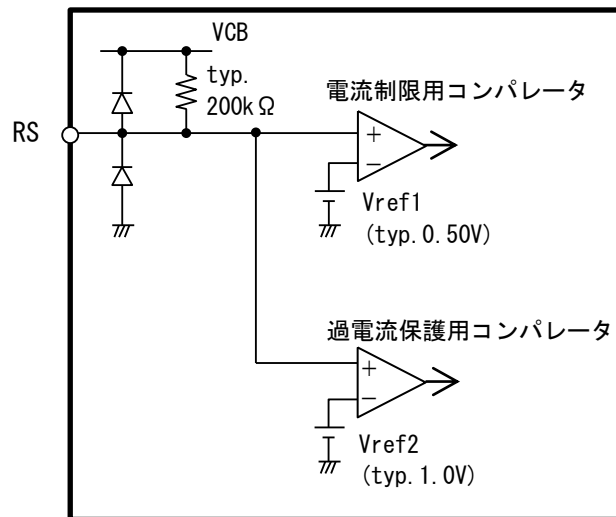 VCB
typ.
200kΩ
RS
電流制限用コンパレータ
+
−
Vref1
(typ.0.50V)
過電流保護用コンパレータ
+
−
Vref2
(typ.1.0V)